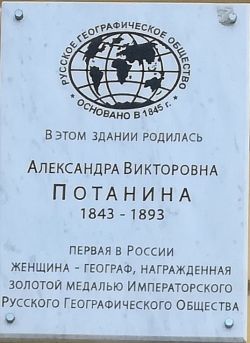 РУССКОЕ ГЕОГРАФИЧЕСКОЕ ОБЩЕСТВО
ОСНОВАНО В 1845 г.
В ЭТОМ ЗДАНИИ РОДИЛАСЬ
АЛЕКСАНДРА ВИКТОРОВНА
ПОТАНИНА
1843 - 1893
ПЕРВАЯ В РОССИИ
ЖЕНЩИНА - ГЕОГРАФ, НАГРАЖДЕННАЯ
ЗОЛОТОЙ МЕДАЛЬЮ ИМПЕРАТОРСКОГО
РУССКОГО ГЕОГРАФИЧЕСКОГО ОБЩЕСТВА